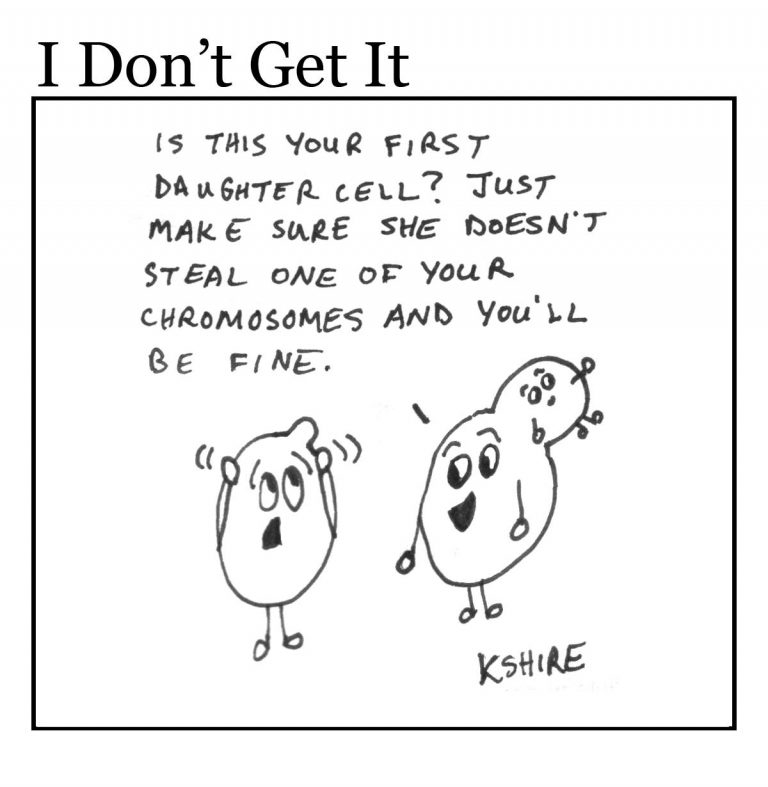 I Don’t Get It
IS THIS YOUR FIRST
DAUGHTER CELL? JUST
MAKE SURE SHE DOESN'T
STEAL ONE OF YOUR
CHROMOSOMES AND YOU'LL
BE FINE.
KSHIRE